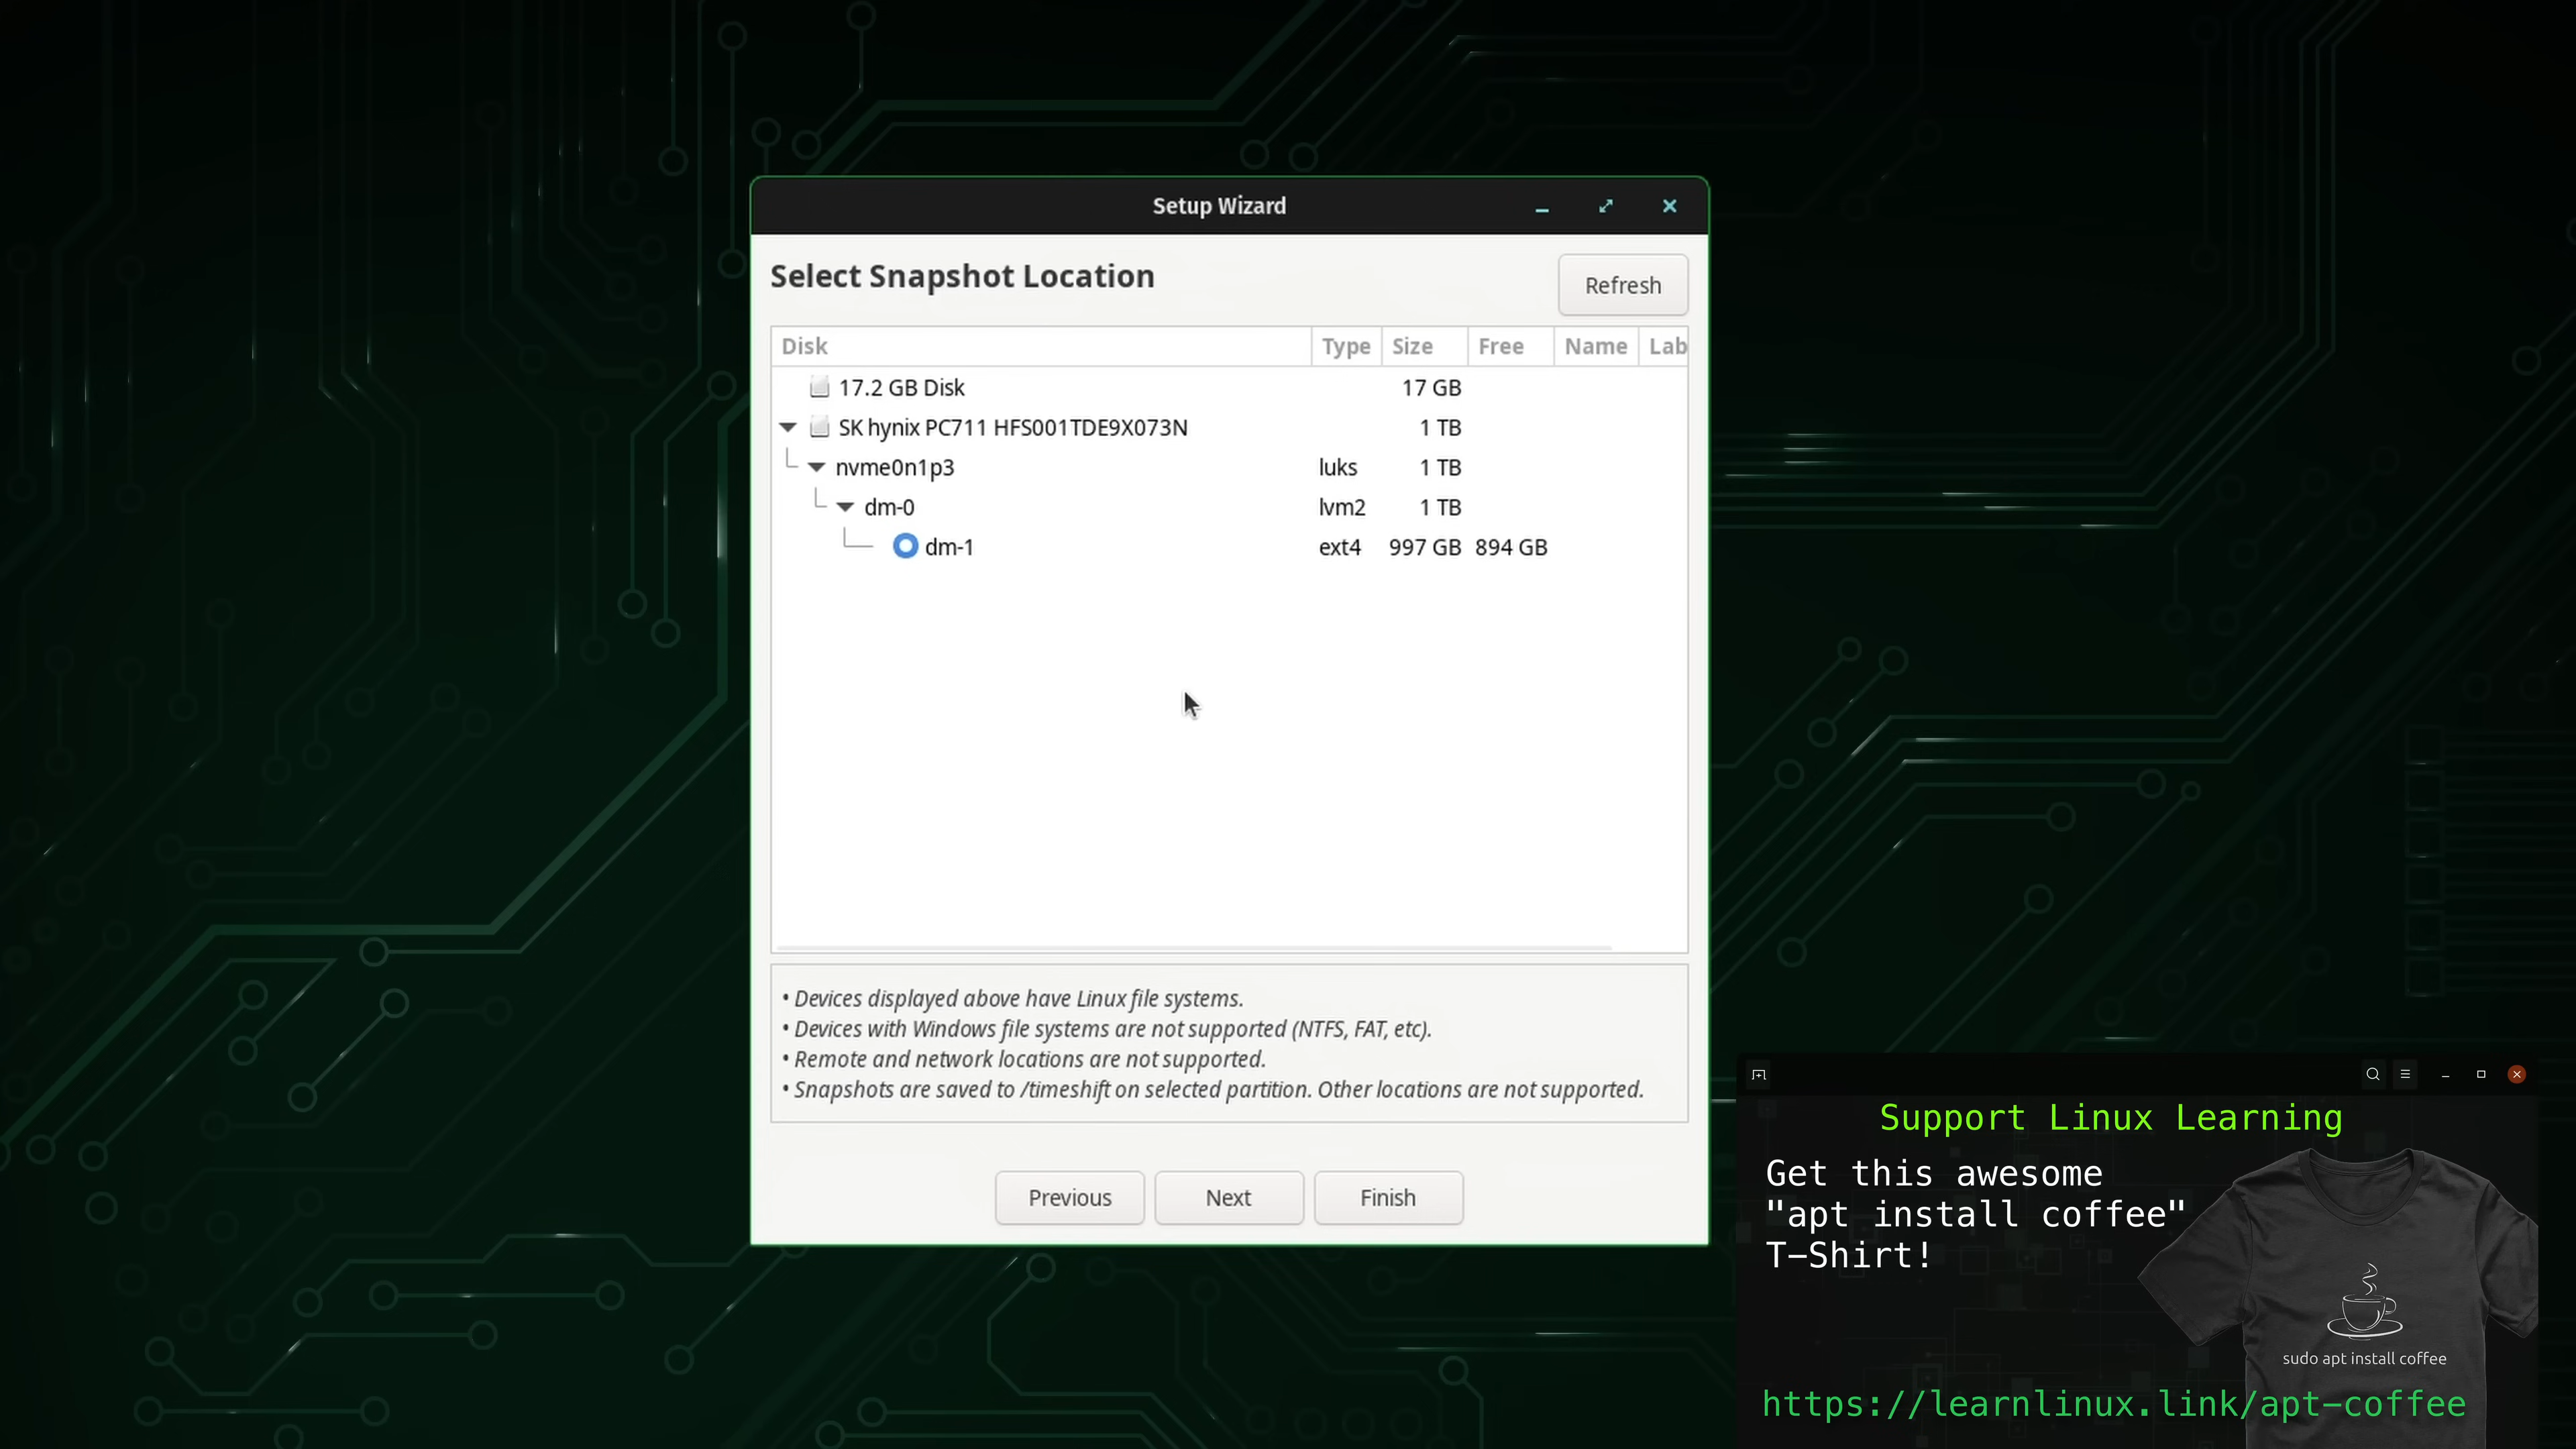 Setup Wizard
Select Snapshot Location
Refresh
Disk Type Size Free Name Lab
17.2 GB Disk 17 GB
SK hynix PC711 HFS001TDE9X073N 1 TB
nvme0n1p3 luks 1 TB
dm-0 lvm2 1 TB
dm-1 ext4 997 GB 894 GB
• Devices displayed above have Linux file systems.
• Devices with Windows file systems are not supported (NTFS, FAT, etc).
• Remote and network locations are not supported.
• Snapshots are saved to /timeshift on selected partition. Other locations are not supported.
Previous Next Finish
Support Linux Learning
Get this awesome
"apt install coffee"
T-Shirt!
sudo apt install coffee
https://learnlinux.link/apt-coffee